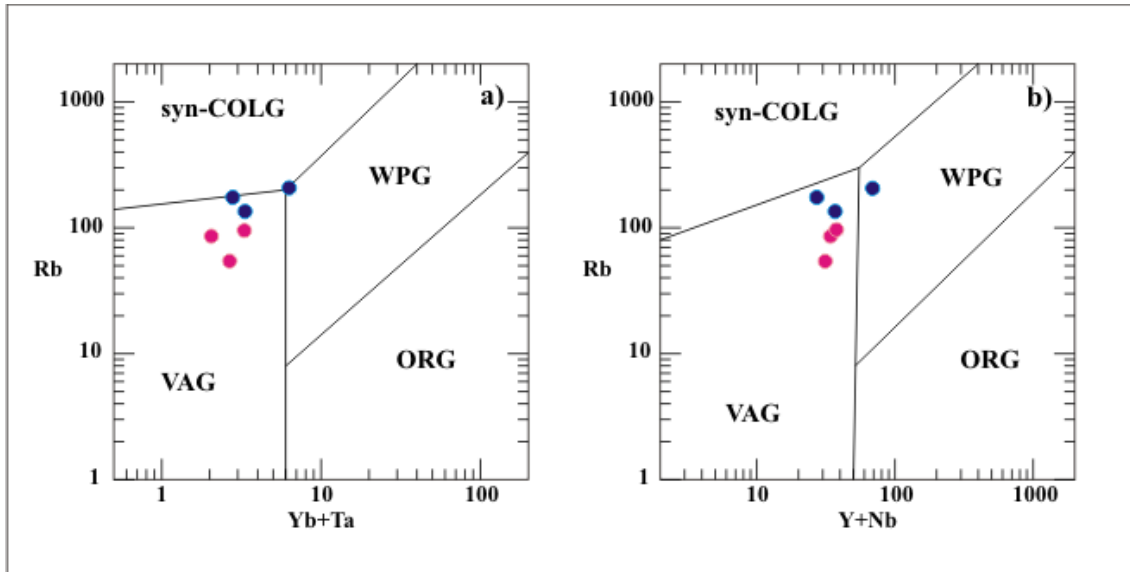 a)
1000
syn-COLG
WPG
100
Rb
10
ORG
VAG
1
1
10
100
Yb+Ta
b)
1000
syn-COLG
WPG
100
Rb
10
ORG
VAG
1
10
100
1000
Y+Nb